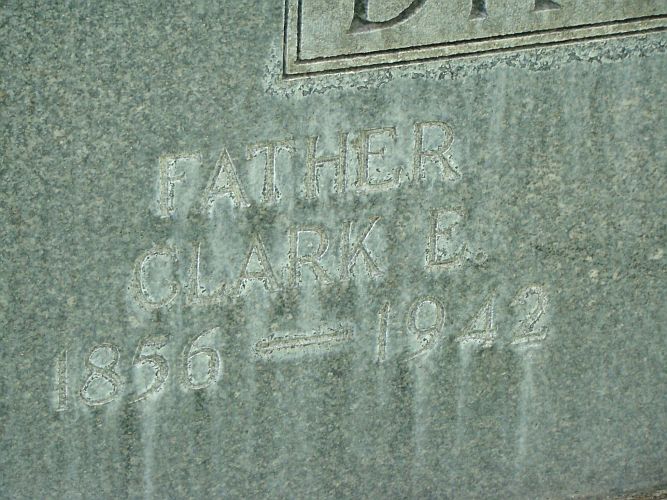 FATHER
CLARK E.
1856 — 1942